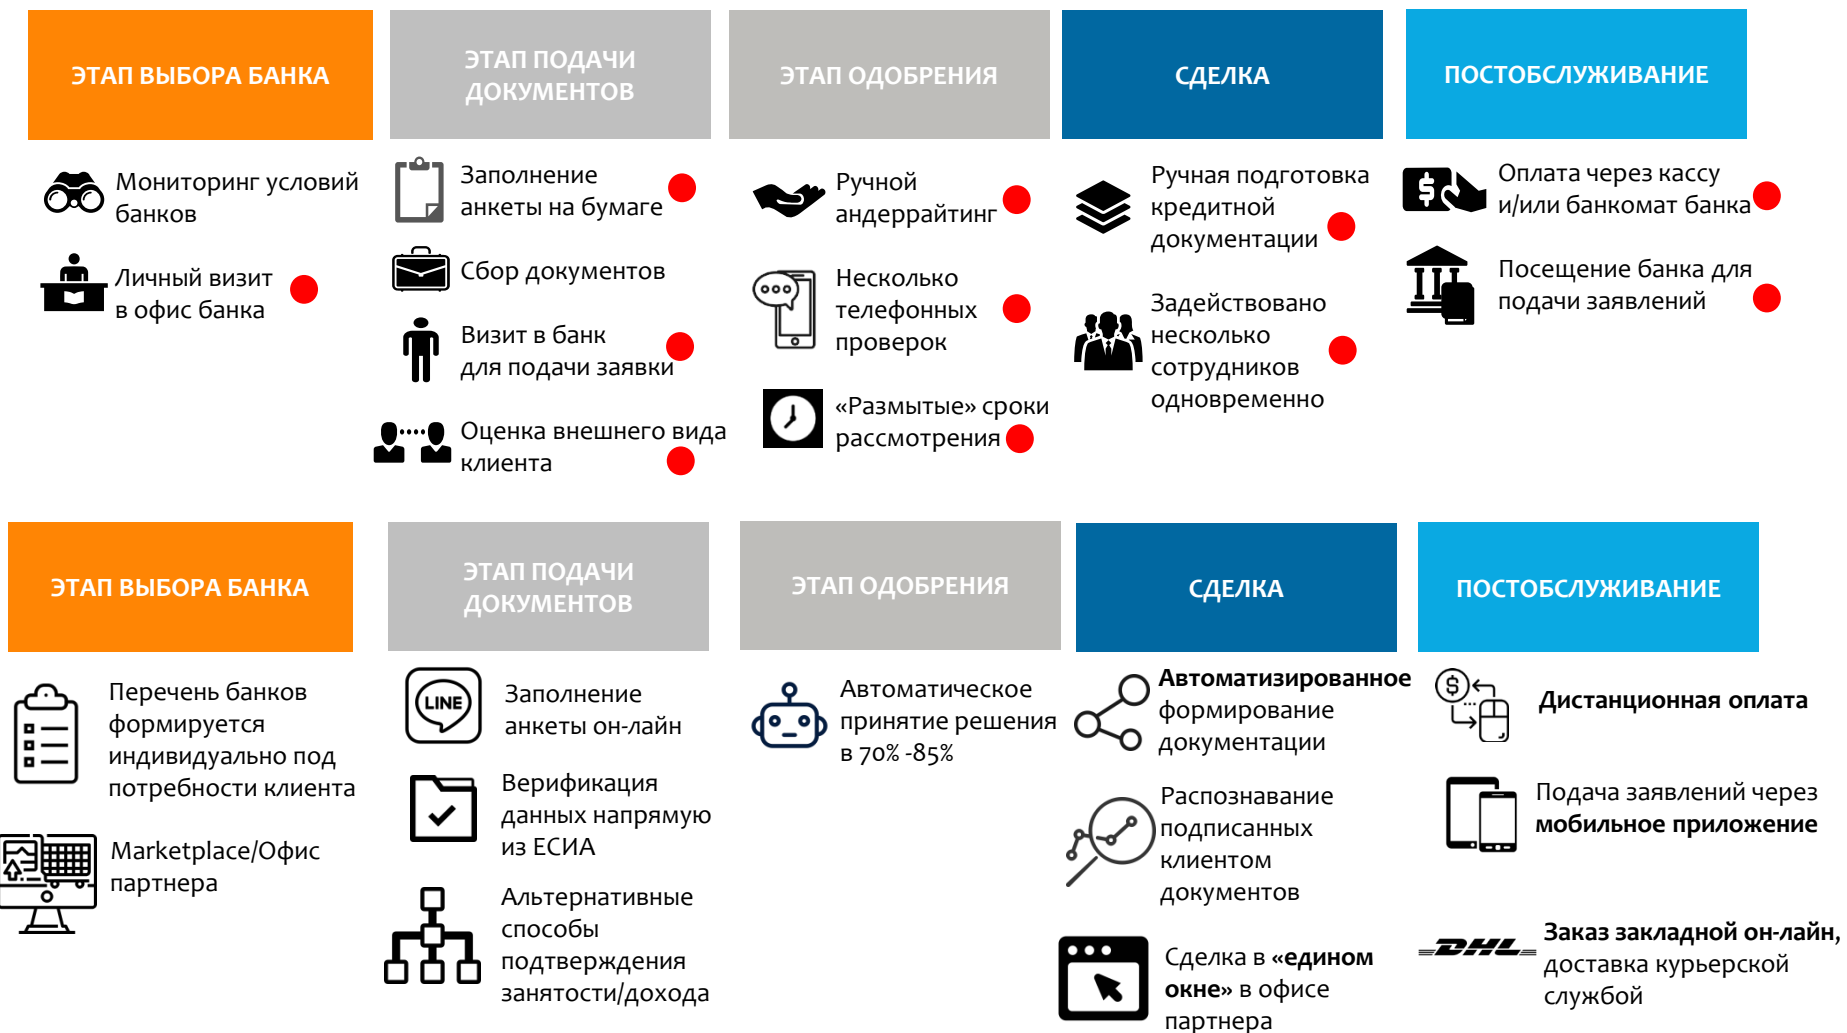 ЭТАП ВЫБОРА БАНКА
ЭТАП ПОДАЧИ
ДОКУМЕНТОВ
ЭТАП ОДОБРЕНИЯ
СДЕЛКА
ПОСТОБСЛУЖИВАНИЕ
Мониторинг условий
банков
Личный визит
в офис банка
Заполнение
анкеты на бумаге
Сбор документов
Визит в банк
для подачи заявки
Оценка внешнего вида
клиента
Ручной
андеррайтинг
Несколько
телефонных
проверок
«Размытые» сроки
рассмотрения
Ручная подготовка
кредитной
документации
Задействовано
несколько
сотрудников
одновременно
$
Оплата через кассу
и/или банкомат банка
Посещение банка для
подачи заявлений
ЭТАП ВЫБОРА БАНКА
ЭТАП ПОДАЧИ
ДОКУМЕНТОВ
ЭТАП ОДОБРЕНИЯ
СДЕЛКА
ПОСТОБСЛУЖИВАНИЕ
Перечень банков
формируется
индивидуально под
потребности клиента
Marketplace/Офис
партнера
LINE
Заполнение
анкеты он-лайн
Верификация
данных напрямую
из ЕСИА
Альтернативные
способы
подтверждения
занятости/дохода
Автоматическое
принятие решения
в 70% -85%
Автоматизированное
формирование
документации
Распознавание
подписанных
клиентом
документов
Сделка в «едином
окне» в офисе
партнера
$
Дистанционная оплата
Подача заявлений через
мобильное приложение
DHL
Заказ закладной он-лайн,
доставка курьерской
службой